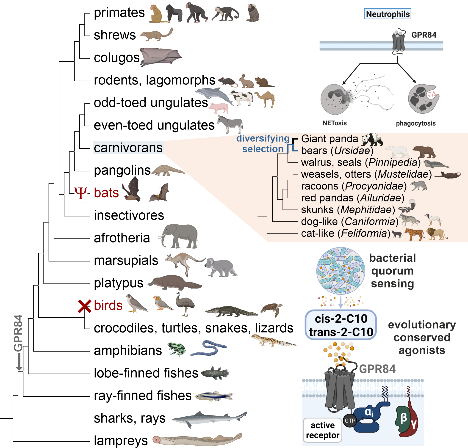 primates
shrews
colugos
rodents, lagomorphs
odd-toed ungulates
even-toed ungulates
carnivorans
pangolins
Ψ bats
insectivores
afrotheria
marsupials
platypus
birds
crocodiles, turtles, snakes, lizards
amphibians
lobe-finned fishes
ray-finned fishes
sharks, rays
lampreys
GPR84
Neutrophils
GPR84
NETosis
phagocytosis
diversifying
selection
Giant panda
bears (Ursidae)
walrus, seals (Pinnipedia)
weasels, otters (Mustelidae)
racoons (Procyonidae)
red pandas (Ailuridae)
skunks (Mephitidae)
dog-like (Caniformia)
cat-like (Feliformia)
bacterial
quorum
sensing
cis-2-C10
trans-2-C10
evolutionary
conserved
agonists
GPR84
active
receptor
GTP
αi
β
γ